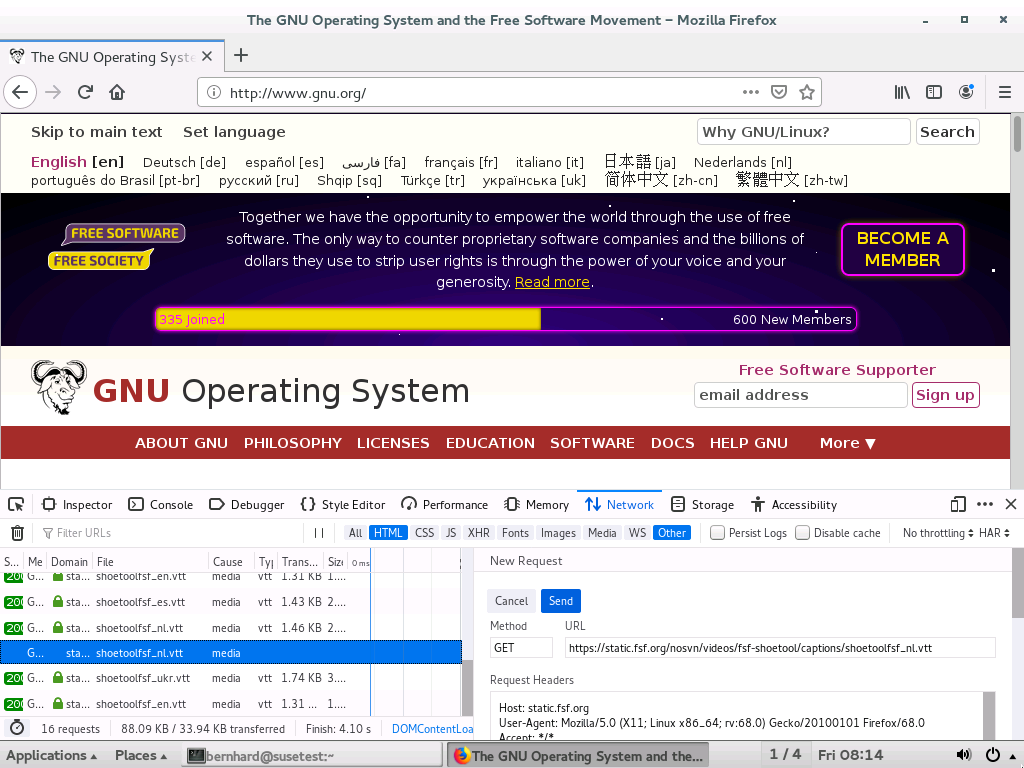 The GNU Operating System and the Free Software Movement – Mozilla Firefox
The GNU Operating Syste
http://www.gnu.org/
Skip to main text Set language
Why GNU/Linux? Search
English [en] Deutsch [de] español [es] فارسی [fa] français [fr] italiano [it] 日本語 [ja] Nederlands [nl]
português do Brasil [pt-br] русский [ru] Shqip [sq] Türkçe [tr] українська [uk] 简体中文 [zh-cn] 繁體中文 [zh-tw]
FREE SOFTWARE
FREE SOCIETY
Together we have the opportunity to empower the world through the use of free
software. The only way to counter proprietary software companies and the billions of
dollars they use to strip user rights is through the power of your voice and your
generosity. Read more.
BECOME A
MEMBER
335 Joined 600 New Members
GNU Operating System
Free Software Supporter
email address Sign up
ABOUT GNU PHILOSOPHY LICENSES EDUCATION SOFTWARE DOCS HELP GNU More ▼
Inspector Console Debugger Style Editor Performance Memory Network Storage Accessibility
Filter URLs All HTML CSS JS XHR Fonts Images Media WS Other Persist Logs Disable cache No throttling HAR
S... Me Domain File Cause Ty Trans... Size 0 ms
200 G... sta... shoetoolfsf_en.vtt media vtt 1.31 KB 1....
200 G... sta... shoetoolfsf_es.vtt media vtt 1.43 KB 2....
200 G... sta... shoetoolfsf_nl.vtt media vtt 1.46 KB 2....
G... sta... shoetoolfsf_nl.vtt media
200 G... sta... shoetoolfsf_ukr.vtt media vtt 1.74 KB 3....
200 G... sta... shoetoolfsf_en.vtt media vtt 1.31 ... 1....
16 requests 88.09 KB / 33.94 KB transferred Finish: 4.10 s DOMContentLoa
New Request
Cancel Send
Method URL
GET https://static.fsf.org/nosvn/videos/fsf-shoetool/captions/shoetoolfsf_nl.vtt
Request Headers
Host: static.fsf.org
User-Agent: Mozilla/5.0 (X11; Linux x86_64; rv:68.0) Gecko/20100101 Firefox/68.0
Accept: */*
Applications Places bernhard@susetest:~ The GNU Operating System and the... 1 / 4 Fri 08:14